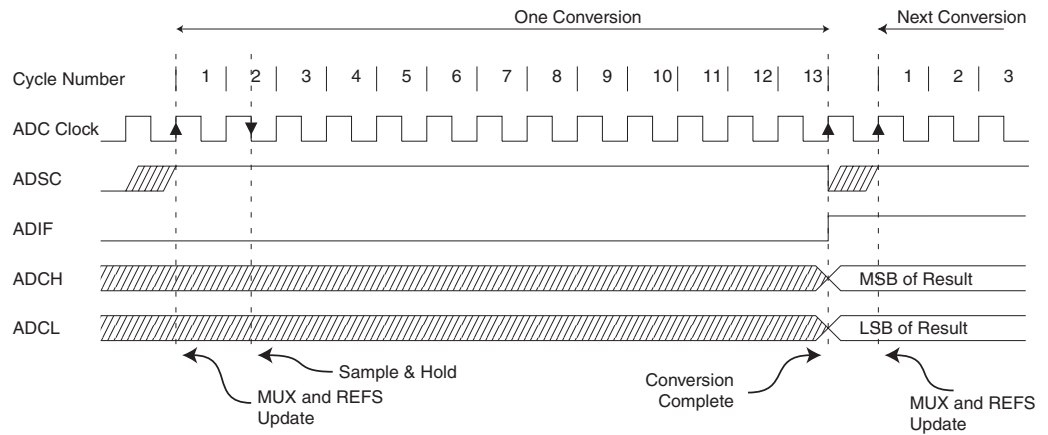 One Conversion
Next Conversion
Cycle Number 1 2 3 4 5 6 7 8 9 10 11 12 13 1 2 3
ADC Clock
ADSC
ADIF
ADCH MSB of Result
ADCL LSB of Result
Sample & Hold
MUX and REFS
Update
Conversion
Complete
MUX and REFS
Update